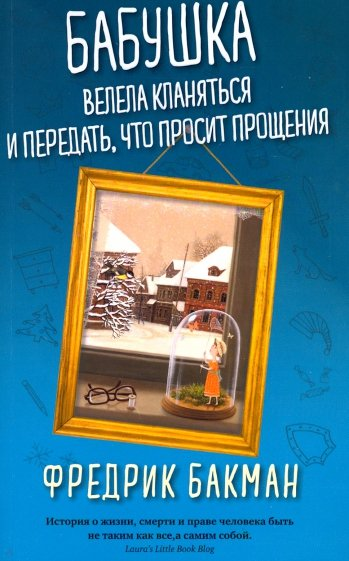 БАБУШКА
ВЕЛЕЛА КЛАНЯТЬСЯ
И ПЕРЕДАТЬ, ЧТО ПРОСИТ ПРОЩЕНИЯ
ФРЕДРИК БАКМАН
История о жизни, смерти и праве человека быть
не таким как все,а самим собой.
Laura's Little Book Blog